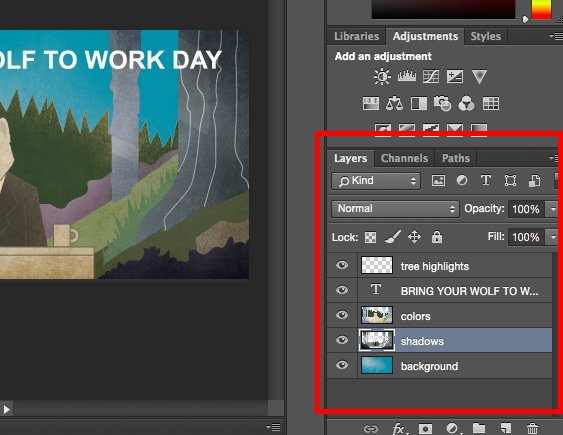 OLF TO WORK DAY
Libraries Adjustments Styles
Add an adjustment
Layers Channels Paths
Kind
Normal Opacity: 100%
Lock: Fill: 100%
tree highlights
T BRING YOUR WOLF TO W...
colors
shadows
background
fx